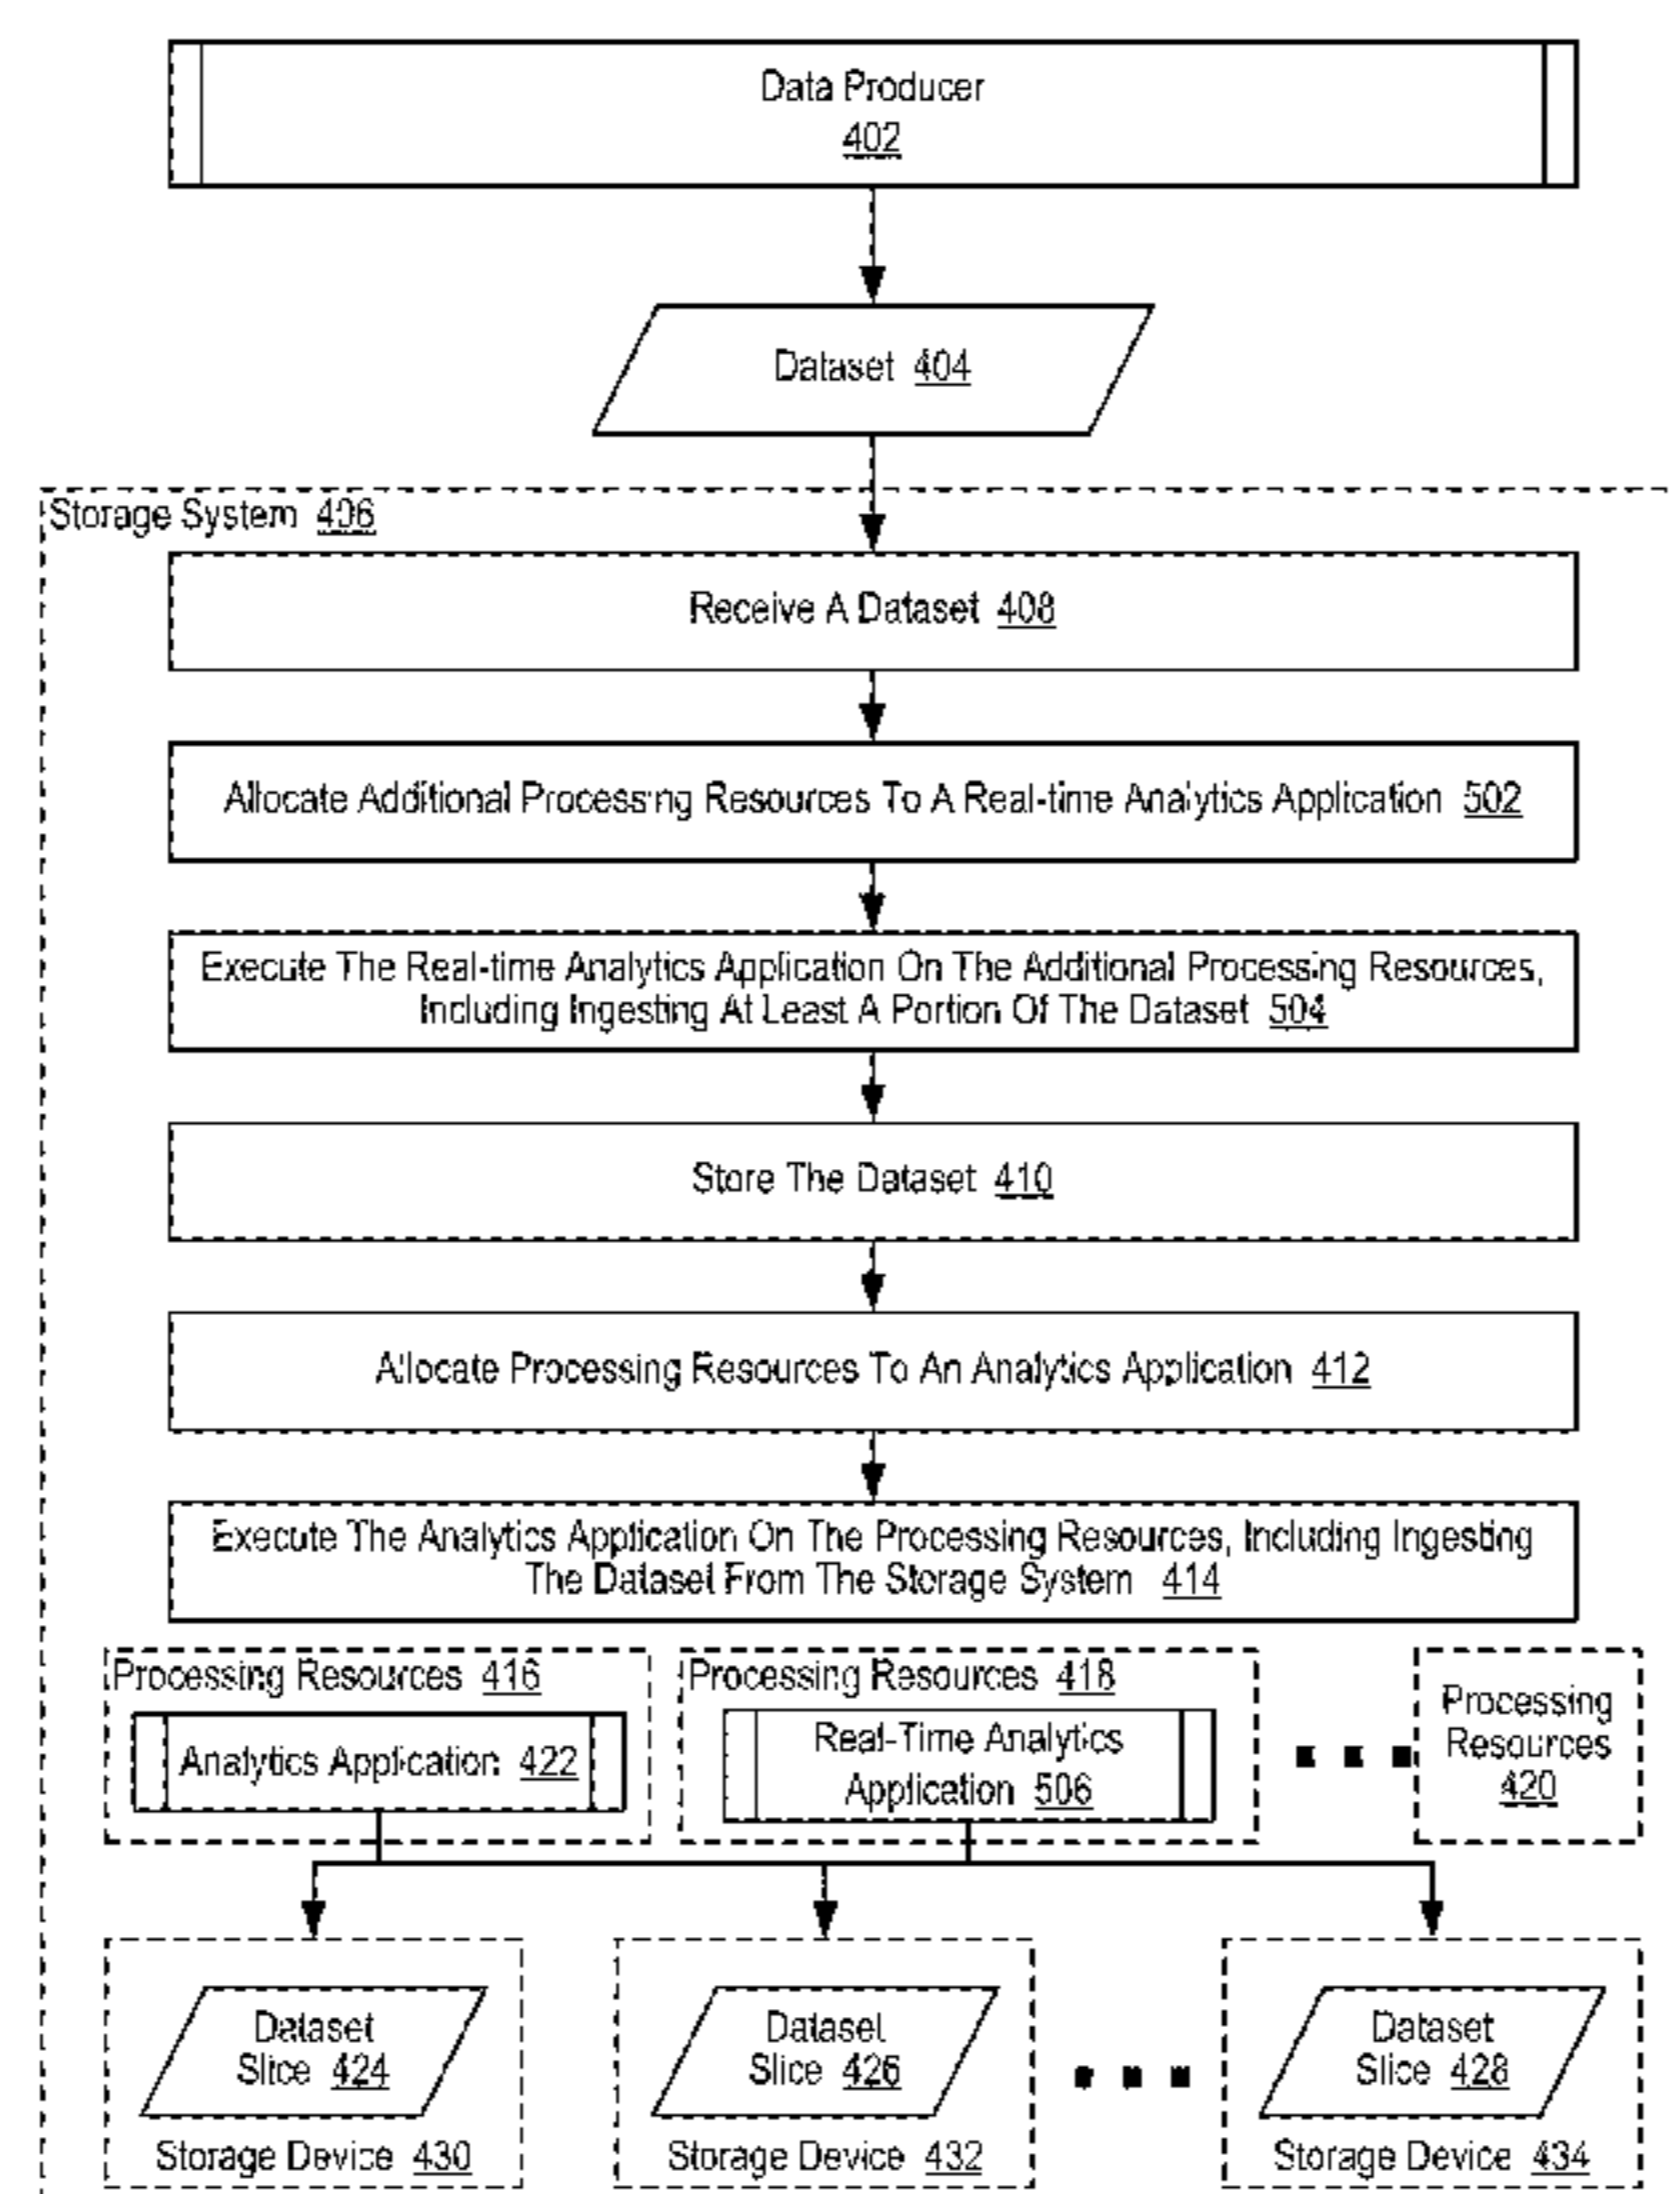 Data Producer
402
Dataset 404
Storage System 406
Receive A Dataset 408
Allocate Additional Processing Resources To A Real-time Analytics Application 502
Execute The Real-time Analytics Application On The Additional Processing Resources,
Including Ingesting At Least A Portion Of The Dataset 504
Store The Dataset 410
Allocate Processing Resources To An Analytics Application 412
Execute The Analytics Application On The Processing Resources, Including Ingesting
The Dataset From The Storage System 414
Processing Resources 416
Analytics Application 422
Processing Resources 418
Real-Time Analytics
Application 506
Processing
Resources
420
Dataset
Slice 424
Storage Device 430
Dataset
Slice 426
Storage Device 432
Dataset
Slice 428
Storage Device 434